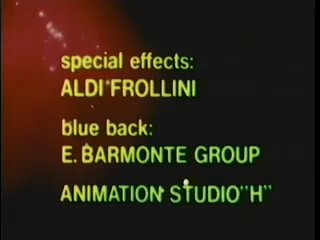 special effects:
ALDI FROLLINI
blue back:
E. BARMONTE GROUP
ANIMATION STUDIO "H"